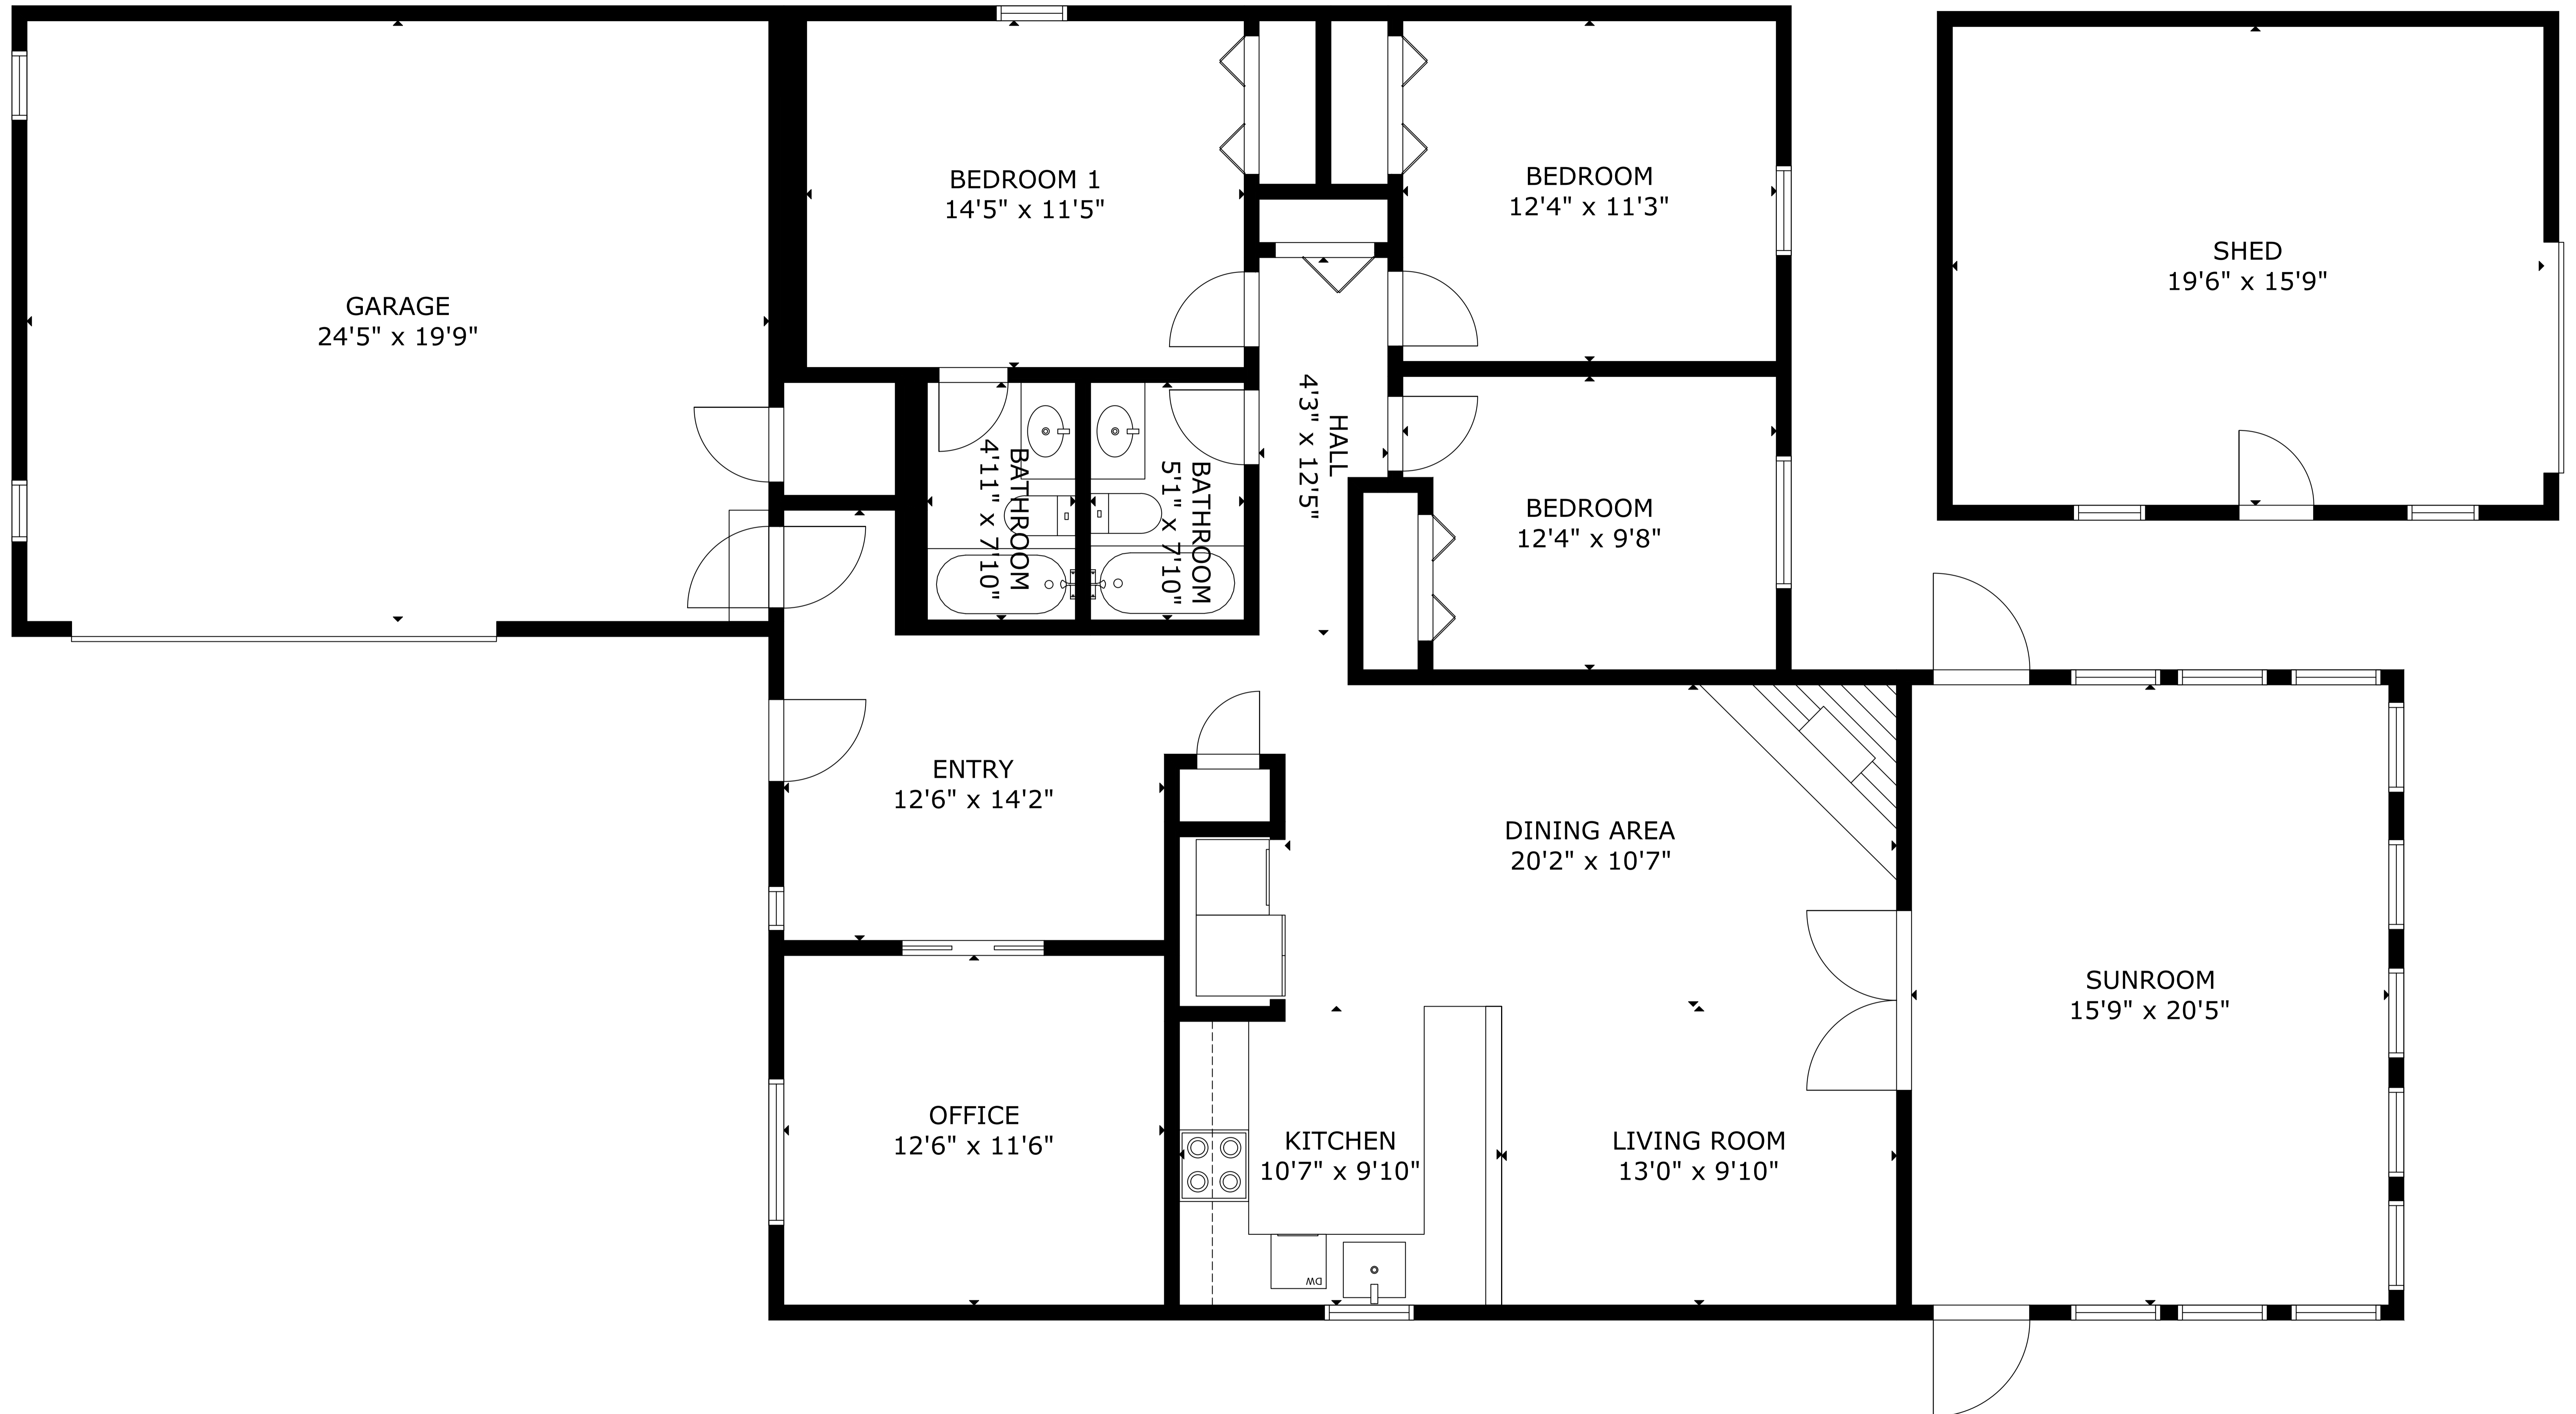 BEDROOM 1
14'5" x 11'5"
BEDROOM
12'4" x 11'3"
SHED
19'6" x 15'9"
GARAGE
24'5" x 19'9"
HALL
4'3" x 12'5"
BATHROOM
4'11" x 7'10"
BATHROOM
5'1" x 7'10"
BEDROOM
12'4" x 9'8"
ENTRY
12'6" x 14'2"
DINING AREA
20'2" x 10'7"
SUNROOM
15'9" x 20'5"
OFFICE
12'6" x 11'6"
KITCHEN
10'7" x 9'10"
LIVING ROOM
13'0" x 9'10"
DW